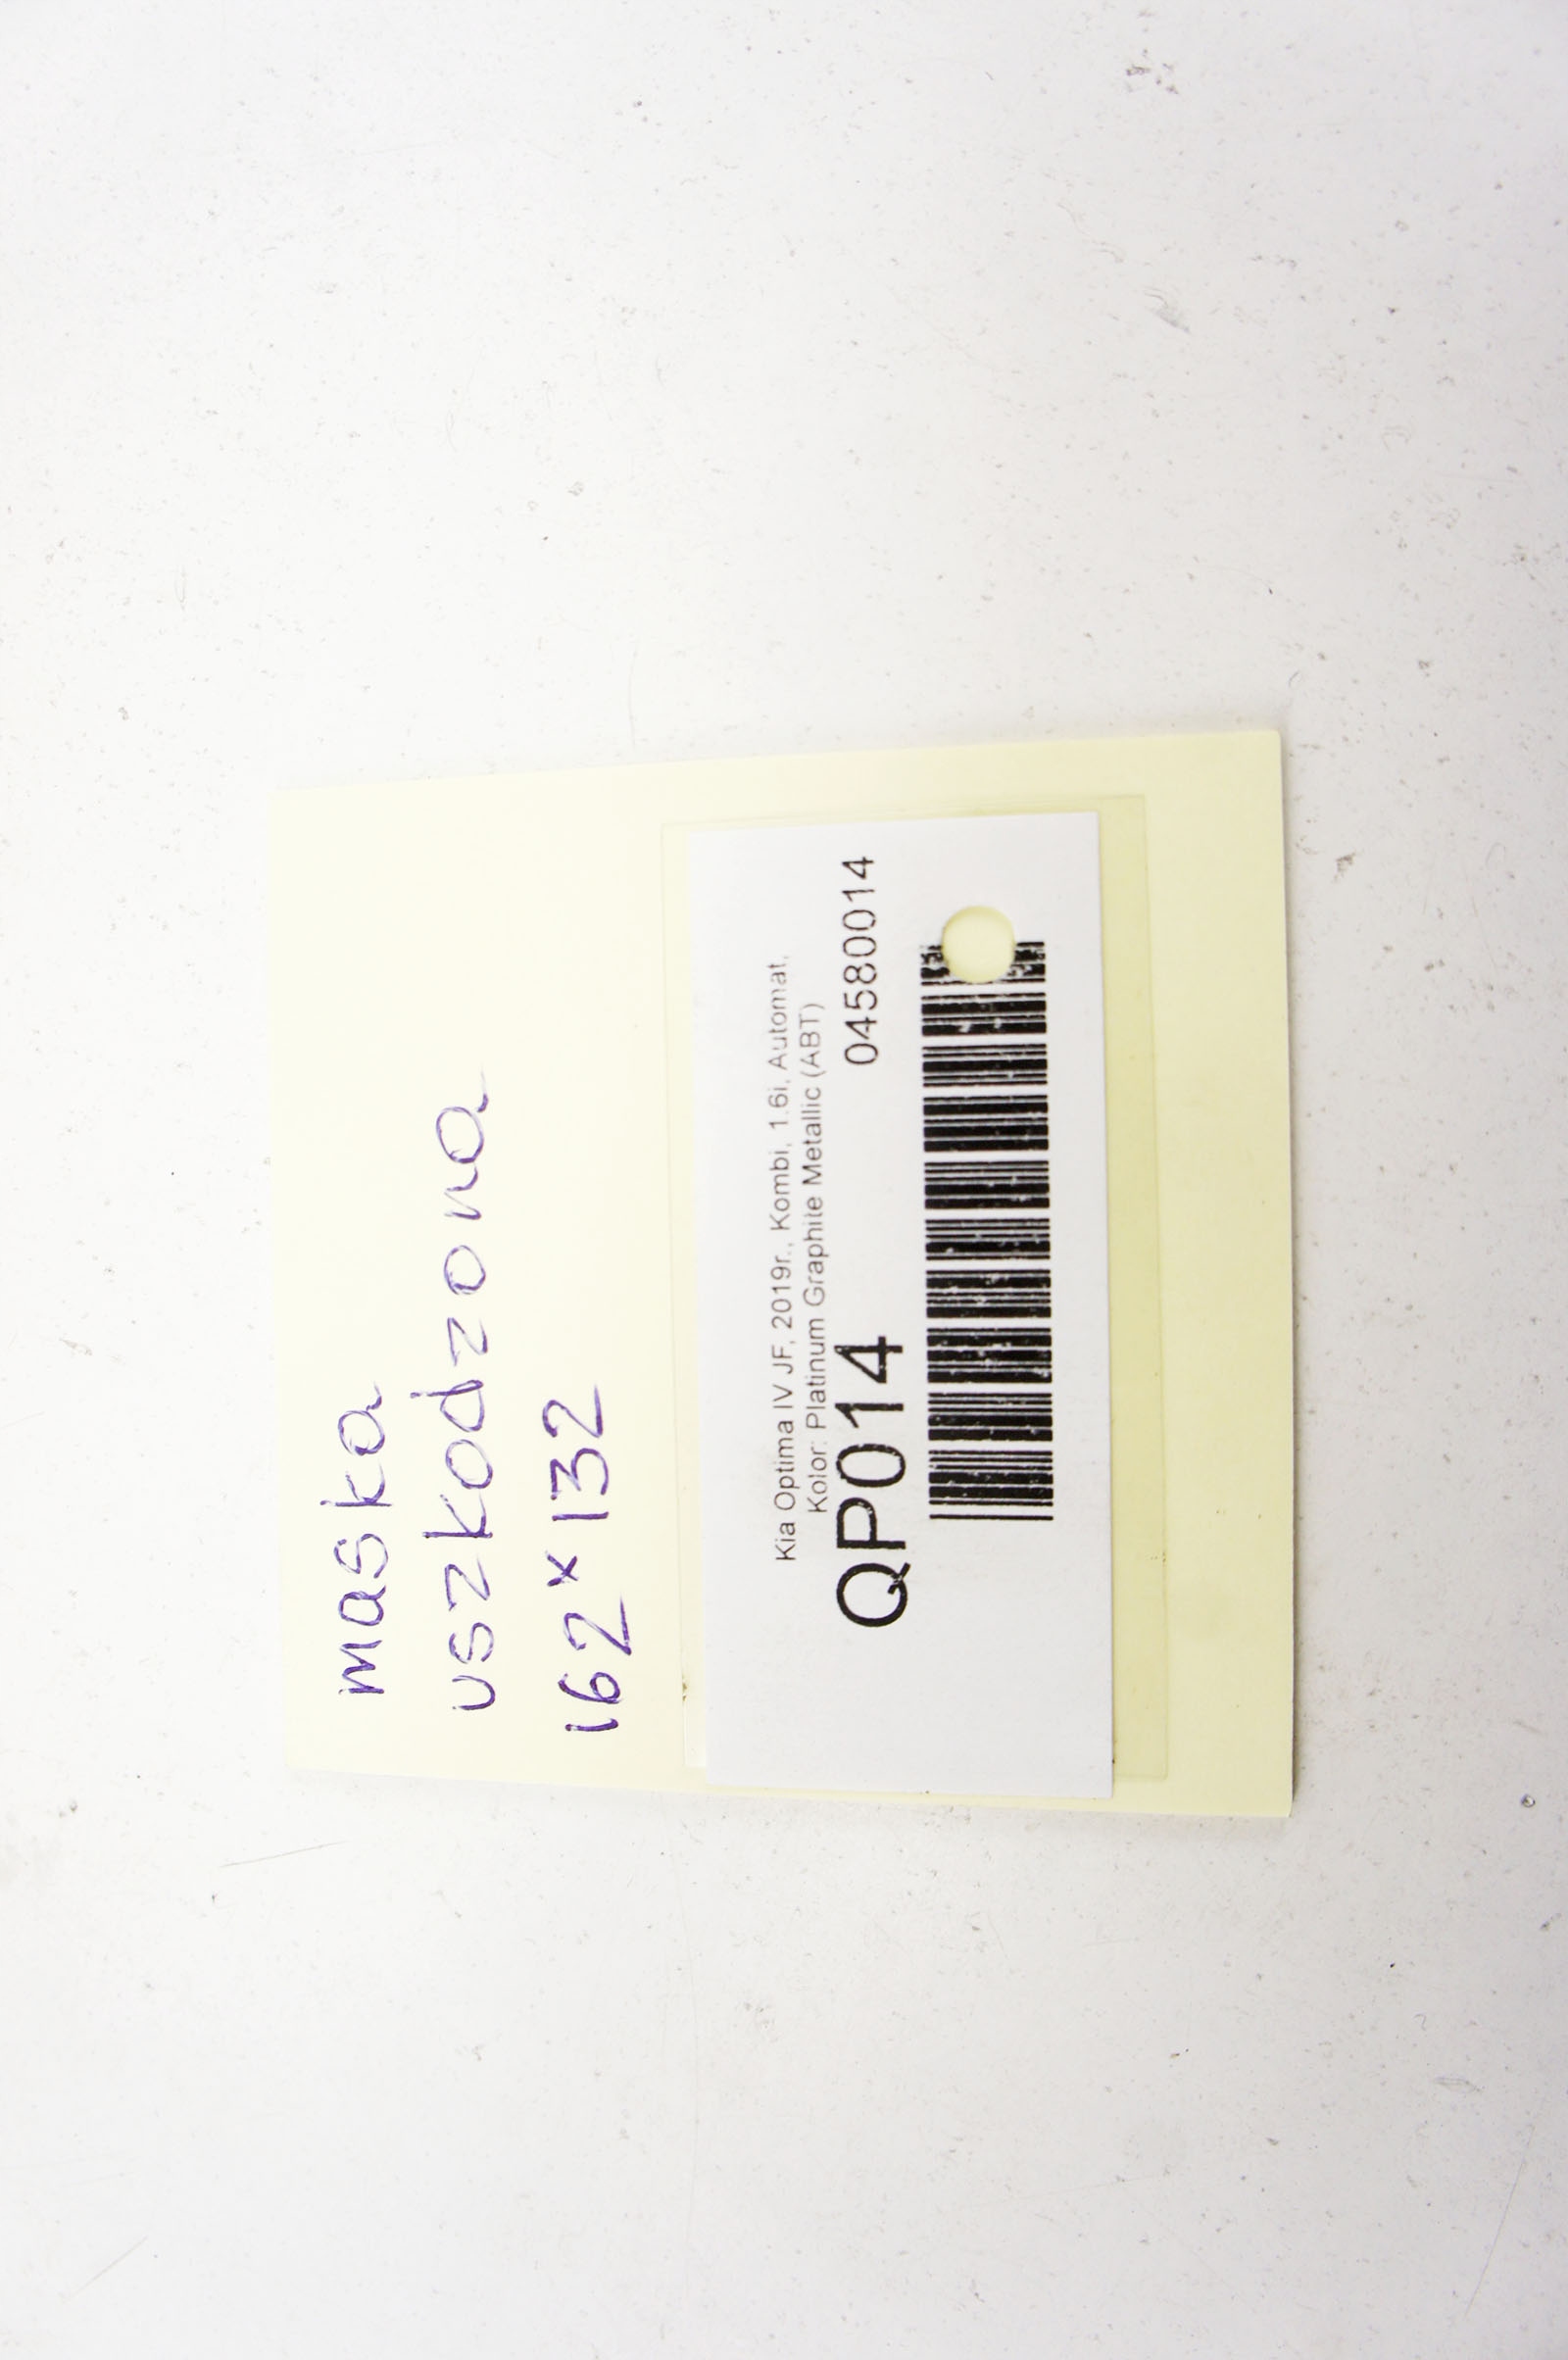 maska
uszkodzona
162x132
Kia Optima IV JF, 2019r., Kombi, 1.6i, Automat,
Kolor: Platinum Graphite Metallic (ABT)
QP014 04580014